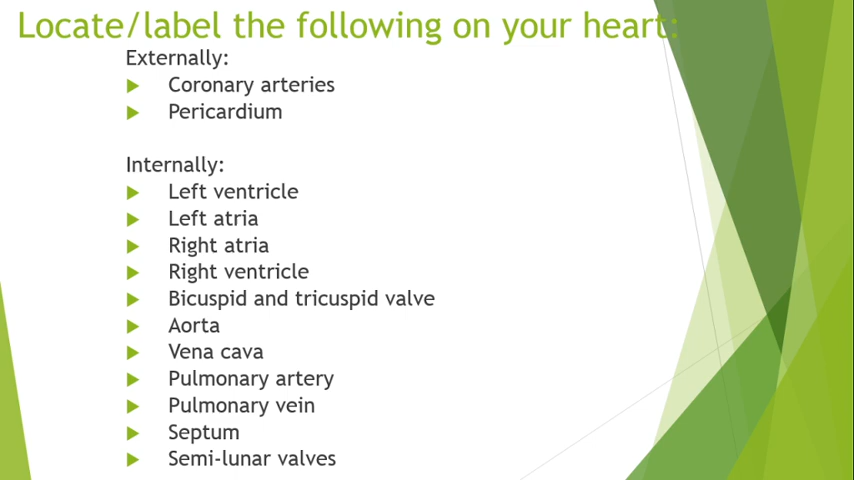 Locate/label the following on your heart:
Externally:
Coronary arteries
Pericardium
Internally:
Left ventricle
Left atria
Right atria
Right ventricle
Bicuspid and tricuspid valve
Aorta
Vena cava
Pulmonary artery
Pulmonary vein
Septum
Semi-lunar valves